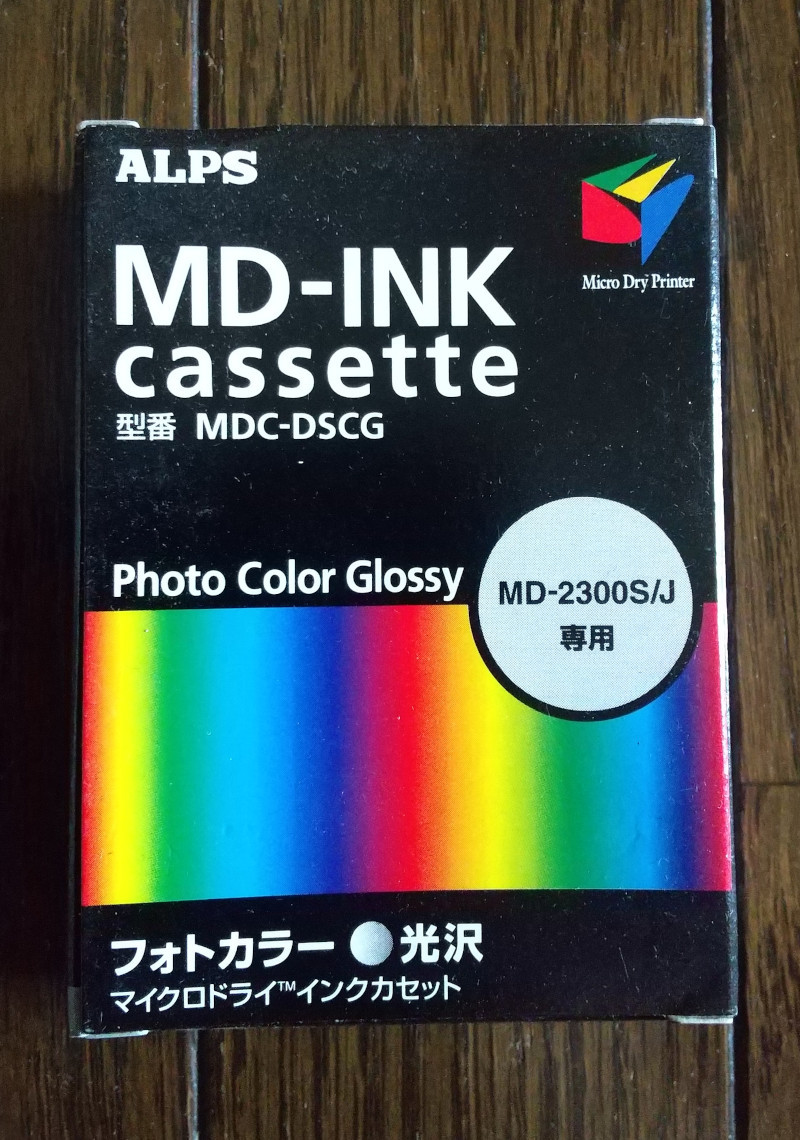 ALPS
Micro Dry Printer
MD-INK
cassette
型番 MDC-DSCG
Photo Color Glossy
MD-2300S/J
専用
フォトカラー 光沢
マイクロドライ™インクカセット